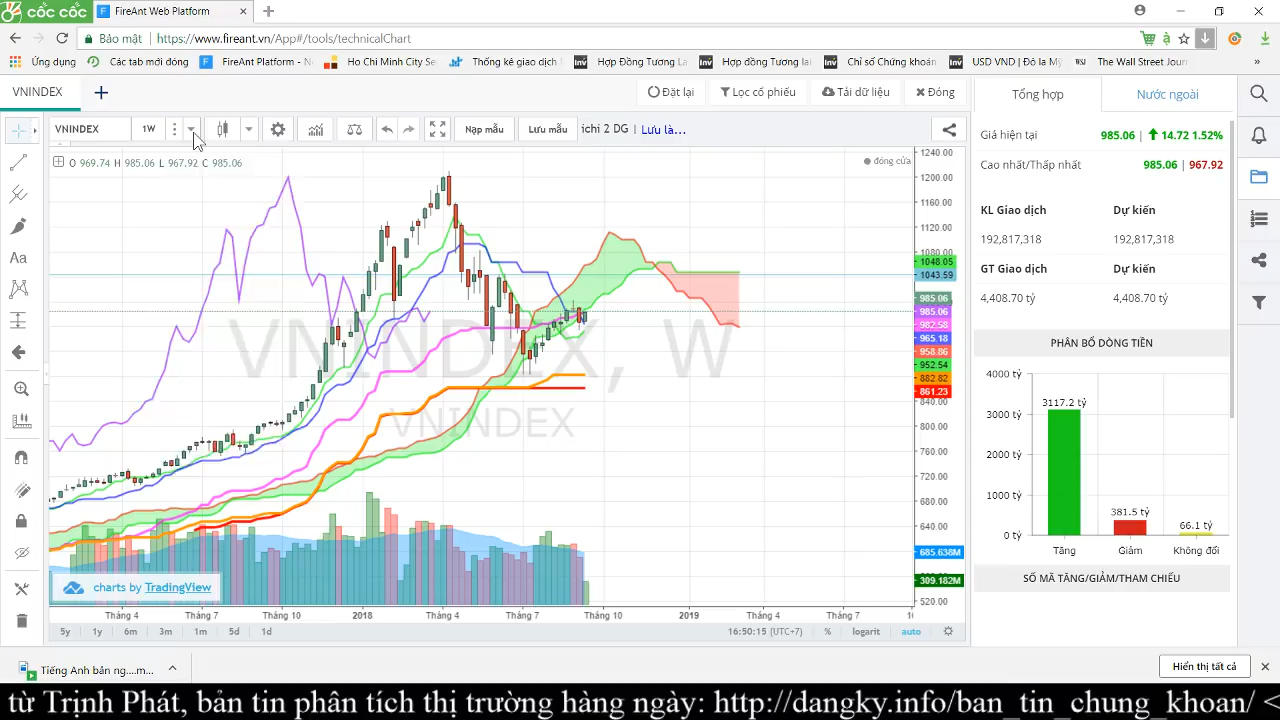 cốc cốc
FireAnt Web Platform
Bảo mật | https://www.fireant.vn/App#/tools/technicalChart
Ứng dụng
Các tab mới đóng
FireAnt Platform - N
Ho Chi Minh City Se
Thống kê giao dịch
Hợp Đồng Tương La
Hợp đồng Tương lai
Chỉ số Chứng khoán
USD VND | Đô la Mỹ
The Wall Street Jour
»
VNINDEX
Đặt lại
Lọc cổ phiếu
Tải dữ liệu
Đóng
VNINDEX
1W
Nạp mẫu
Lưu mẫu
ichi 2 DG | Lưu là...
O 969.74 H 985.06 L 967.92 C 985.06
đóng cửa
VNINDEX, W
VNINDEX
1240.00
1200.00
1160.00
1120.00
1080.00
1048.05
1043.59
985.06
985.06
982.58
965.18
958.86
952.54
882.82
861.23
840.00
800.00
760.00
720.00
680.00
640.00
685.638M
309.182M
520.00
charts by TradingView
Tháng 4
Tháng 7
Tháng 10
2018
Tháng 4
Tháng 7
Tháng 10
2019
Tháng 4
Tháng 7
5y
1y
6m
3m
1m
5d
1d
16:50:15 (UTC+7)
%
logarit
auto
Tổng hợp
Nước ngoài
Giá hiện tại
985.06 | 14.72 1.52%
Cao nhất/Thấp nhất
985.06 | 967.92
KL Giao dịch
Dự kiến
192,817,318
192,817,318
GT Giao dịch
Dự kiến
4,408.70 tỷ
4,408.70 tỷ
PHÂN BỔ DÒNG TIỀN
4000 tỷ
3000 tỷ
2000 tỷ
1000 tỷ
0 tỷ
3117.2 tỷ
381.5 tỷ
66.1 tỷ
Tăng
Giảm
Không đổi
SỐ MÃ TĂNG/GIẢM/THAM CHIẾU
Tiếng Anh bản ng....m...
Hiển thị tất cả
từ Trịnh Phát, bản tin phân tích thị trường hàng ngày: http://dangky.info/ban_tin_chung_khoan/ <